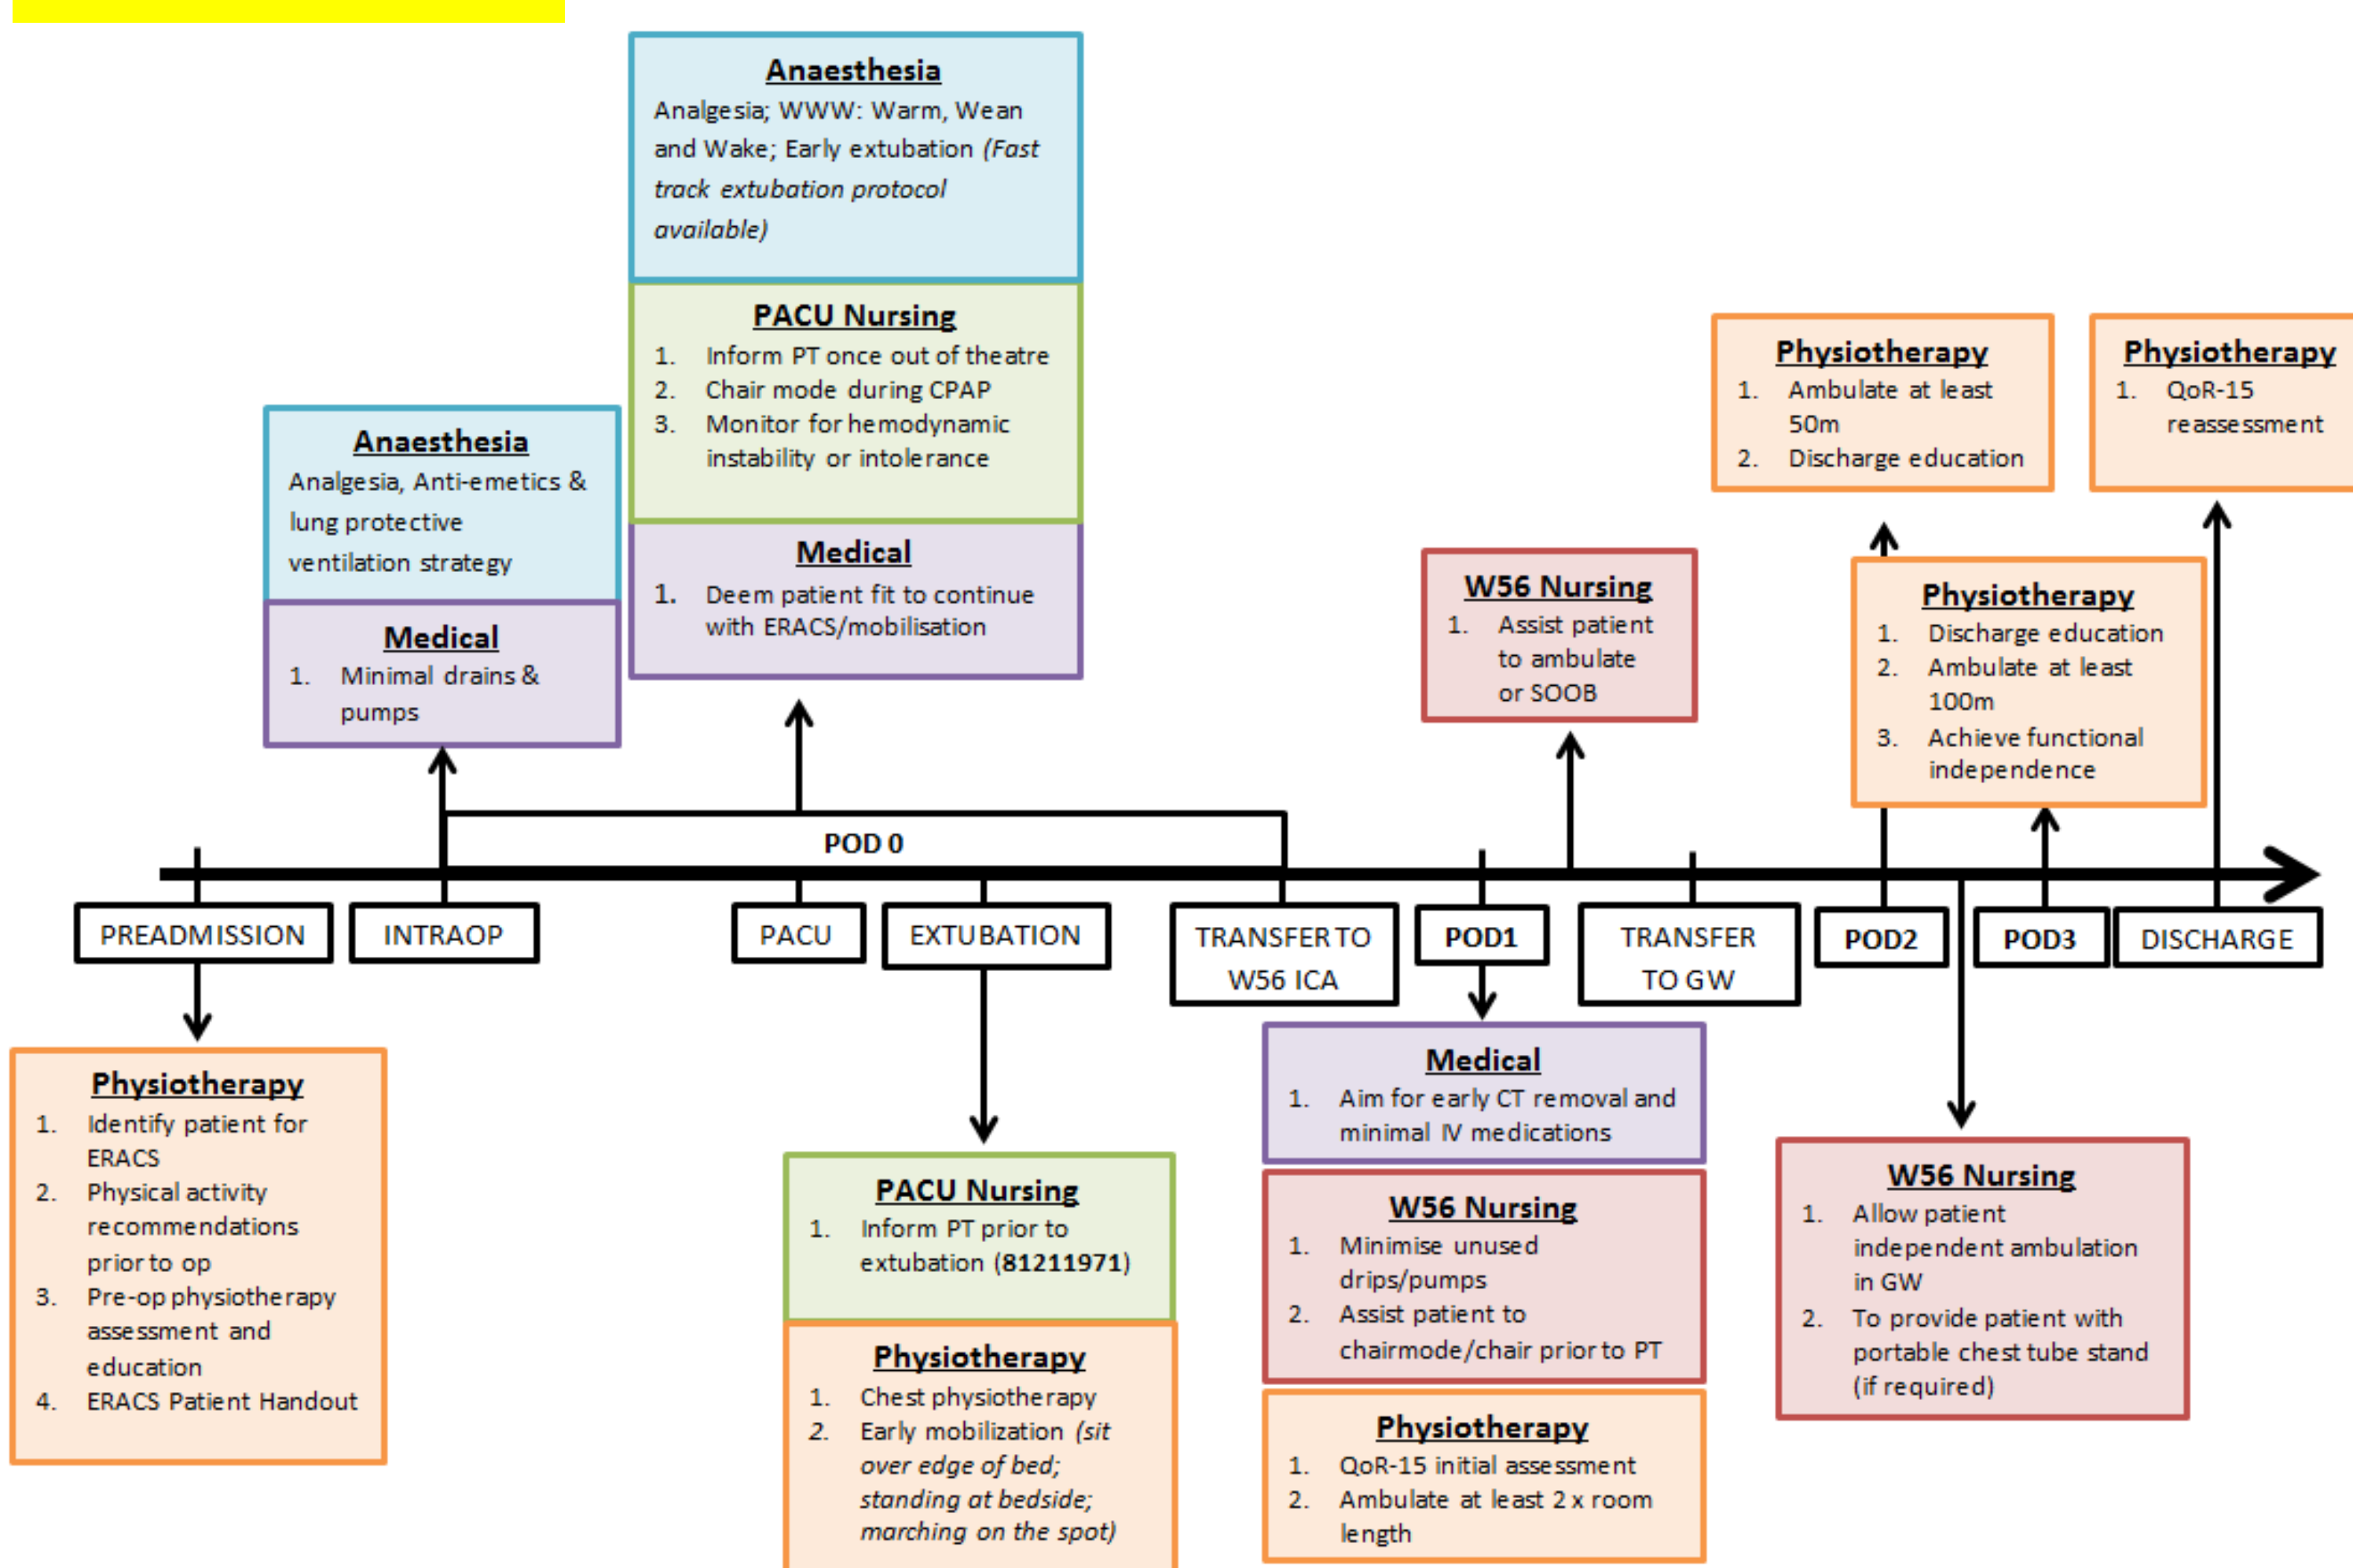 Anaesthesia
Analgesia; WWW: Warm, Wean
and Wake; Early extubation (Fast
track extubation protocol
available)
PACU Nursing
1. Inform PT once out of theatre
2. Chair mode during CPAP
3. Monitor for hemodynamic
instability or intolerance
Medical
1. Deem patient fit to continue
with ERACS/mobilisation
Anaesthesia
Analgesia, Anti-emetics &
lung protective
ventilation strategy
Medical
1. Minimal drains &
pumps
W56 Nursing
1. Assist patient
to ambulate
or SOOB
Physiotherapy
1. Ambulate at least
50m
2. Discharge education
Physiotherapy
1. QoR-15
reassessment
Physiotherapy
1. Discharge education
2. Ambulate at least
100m
3. Achieve functional
independence
POD 0
PREADMISSION
INTRAOP
PACU
EXTUBATION
TRANSFER TO
W56 ICA
POD1
TRANSFER
TO GW
POD2
POD3
DISCHARGE
Physiotherapy
1. Identify patient for
ERACS
2. Physical activity
recommendations
prior to op
3. Pre-op physiotherapy
assessment and
education
4. ERACS Patient Handout
PACU Nursing
1. Inform PT prior to
extubation (81211971)
Physiotherapy
1. Chest physiotherapy
2. Early mobilization (sit
over edge of bed;
standing at bedside;
marching on the spot)
Medical
1. Aim for early CT removal and
minimal IV medications
W56 Nursing
1. Minimise unused
drips/pumps
2. Assist patient to
chairmode/chair prior to PT
Physiotherapy
1. QoR-15 initial assessment
2. Ambulate at least 2 x room
length
W56 Nursing
1. Allow patient
independent ambulation
in GW
2. To provide patient with
portable chest tube stand
(if required)